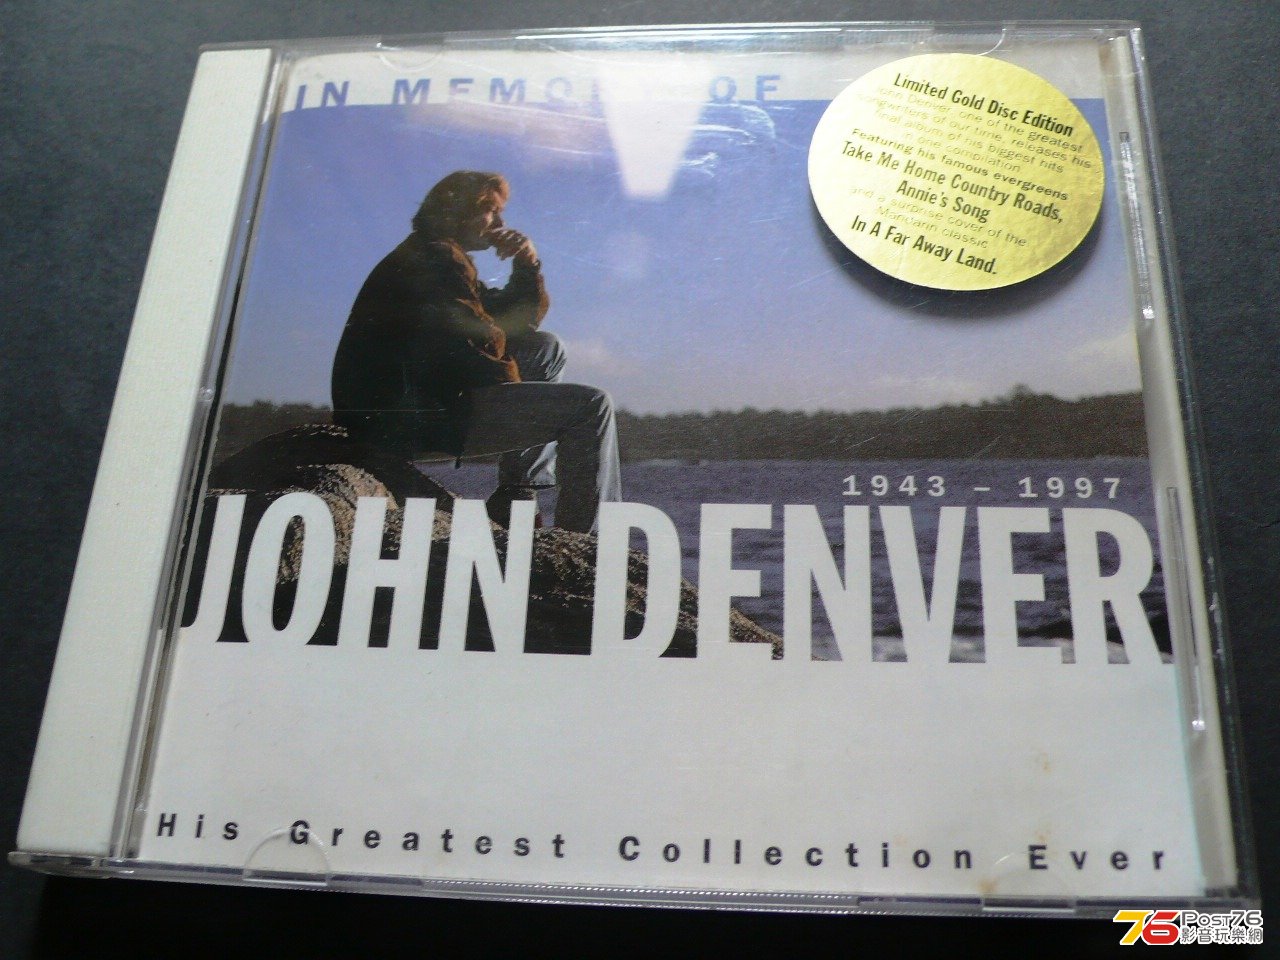 IN MEMORY OF
Limited Gold Disc Edition
John Denver, one of the greatest
songwriters of our time, releases his
final album of his biggest hits
in one compilation.
Featuring his famous evergreens
Take Me Home Country Roads,
Annie's Song
and a surprise cover of the
Mandarin classic
In A Far Away Land.
1943 – 1997
JOHN DENVER
His Greatest Collection Ever
76 Post76
影音玩樂網